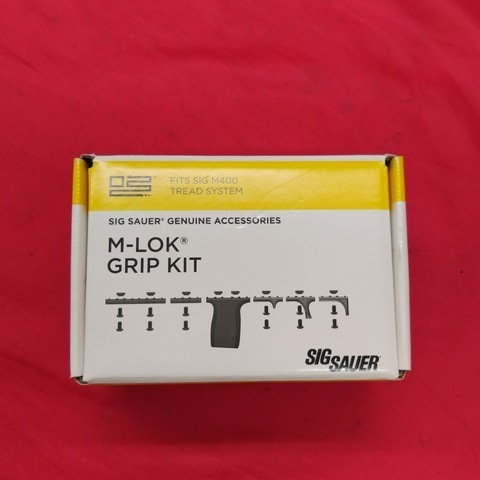 FITS SIG M400
TREAD SYSTEM
SIG SAUER® GENUINE ACCESSORIES
M-LOK®
GRIP KIT
SIG SAUER